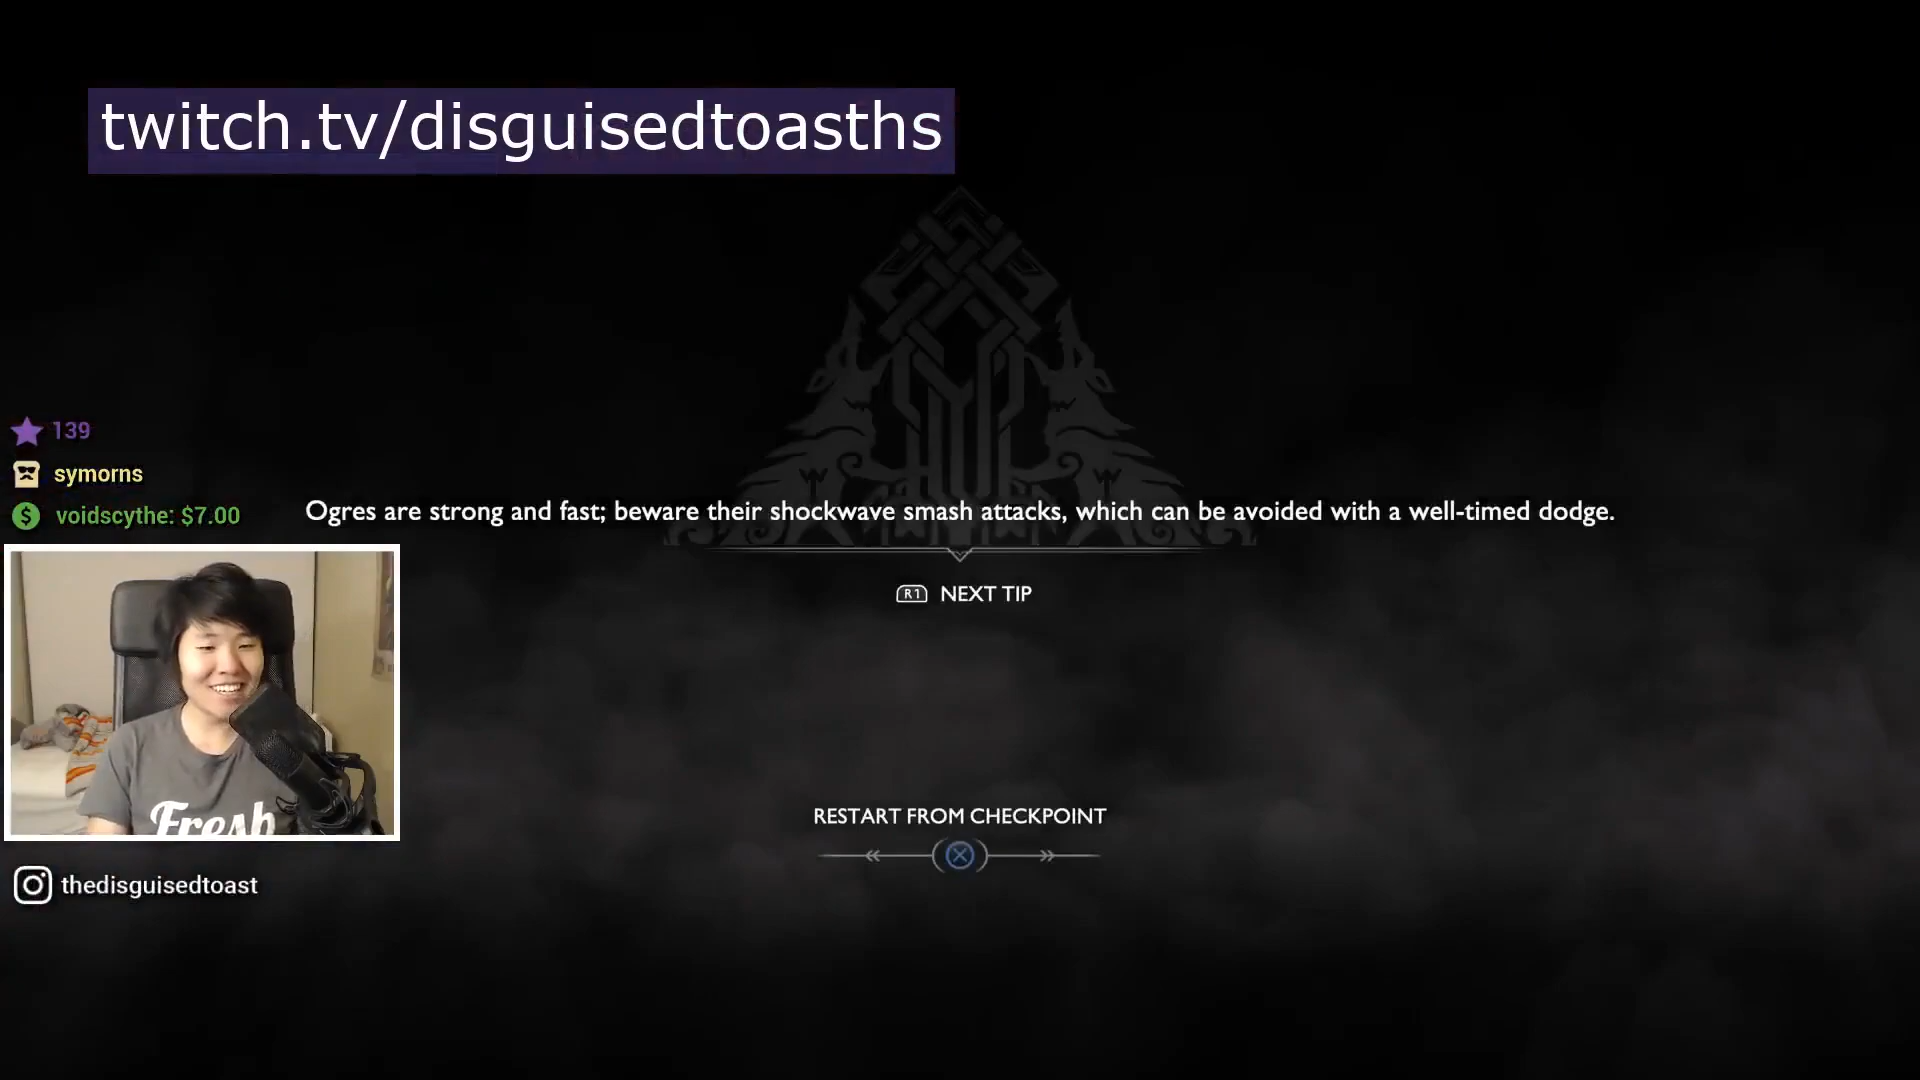 twitch.tv/disguisedtoasths
139
symorns
voidscythe: $7.00
Ogres are strong and fast; beware their shockwave smash attacks, which can be avoided with a well-timed dodge.
R1 NEXT TIP
Fresh
RESTART FROM CHECKPOINT
thedisguisedtoast